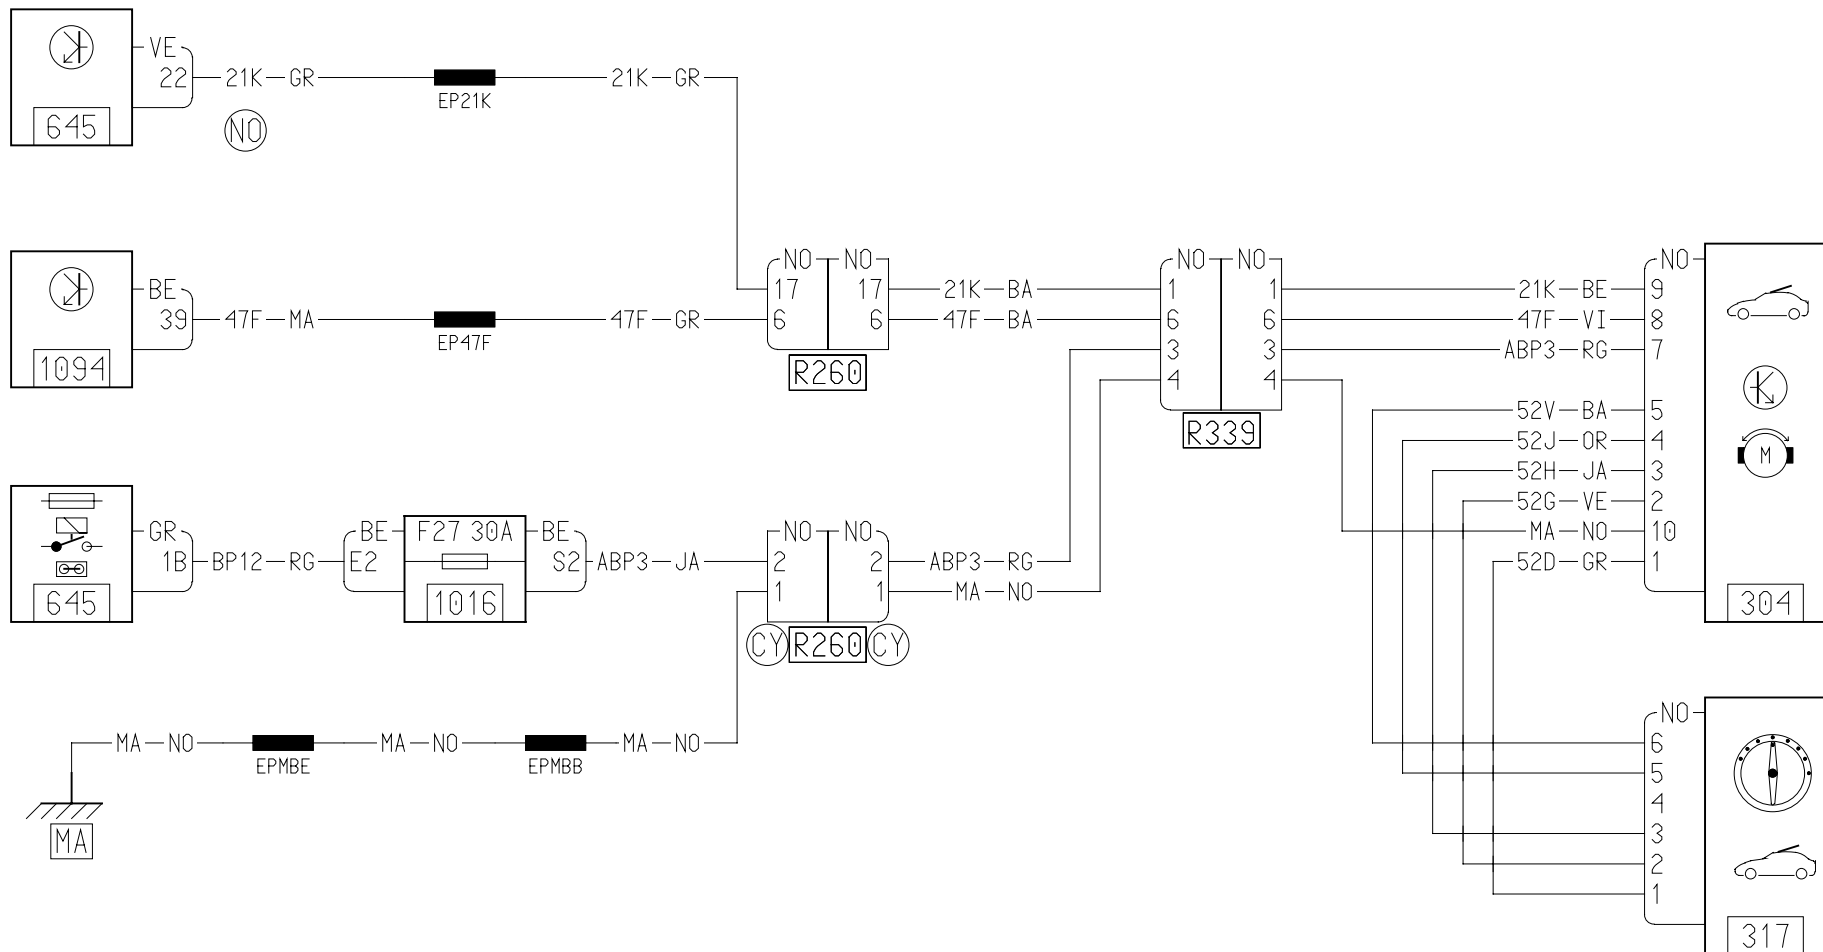 VE
22 21K GR 21K GR
EP21K
645
NO
NO NO NO NO NO
BE 17 17 21K BA 1 1 21K BE 9
39 47F MA 47F GR 6 6 47F BA 6 6 47F VI 8
EP47F
1094
R260
3 3 ABP3 RG 7
4 4
R339
52V BA 5
52J OR 4
52H JA 3
52G VE 2
M
GR BE F27 30A BE NO NO MA NO 10
1B BP12 RG E2 S2 ABP3 JA 2 2 ABP3 RG 52D GR 1
645 1016 1 1 MA NO
304
CY R260 CY
MA NO MA NO MA NO
EPMBE EPMBB
MA
NO
6
5
4
3
2
1
317